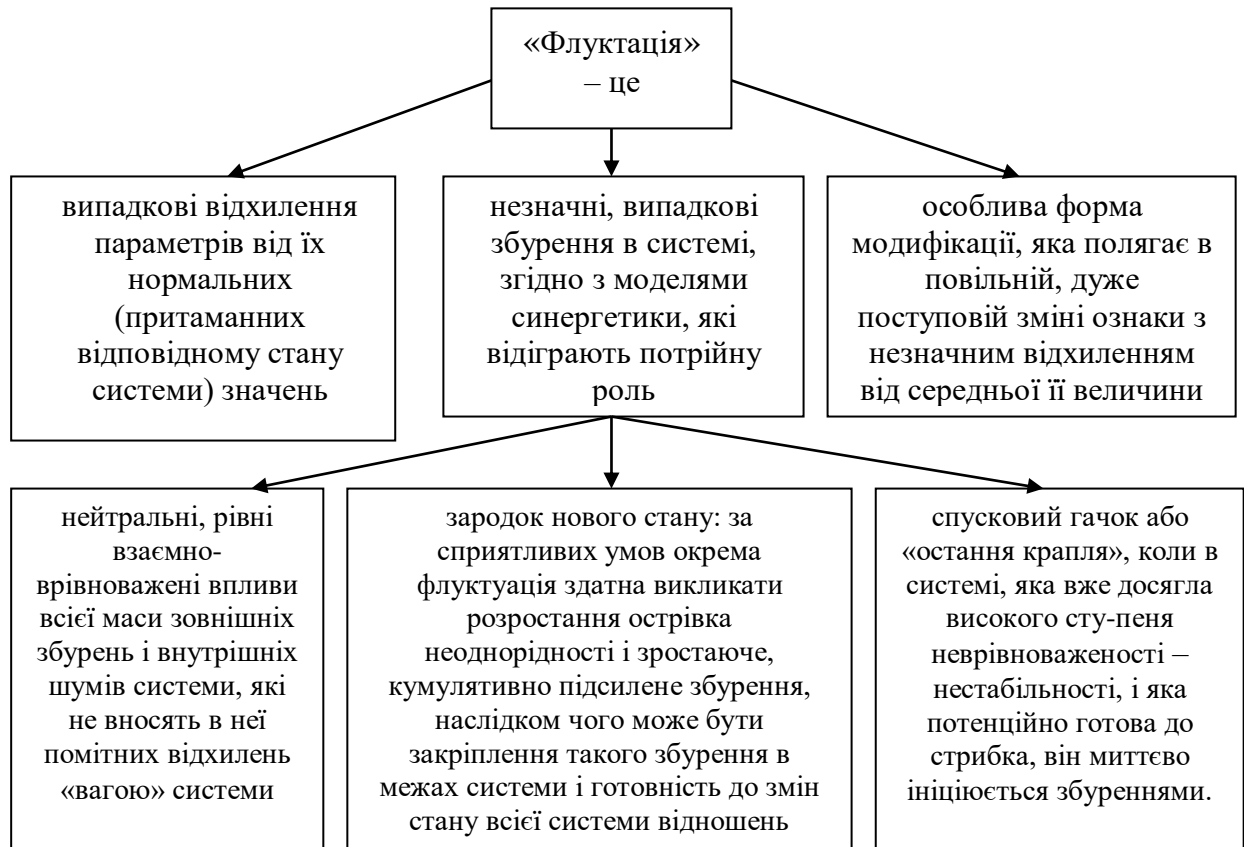 «Флуктація»
– це
випадкові відхилення
параметрів від їх
нормальних
(притаманних
відповідному стану
системи) значень
незначні, випадкові
збурення в системі,
згідно з моделями
синергетики, які
відіграють потрійну
роль
особлива форма
модифікації, яка полягає в
повільній, дуже
поступовій зміні ознаки з
незначним відхиленням
від середньої її величини
нейтральні, рівні
взаємно-
врівноважені впливи
всієї маси зовнішніх
збурень і внутрішніх
шумів системи, які
не вносять в неї
помітних відхилень
«вагою» системи
зародок нового стану: за
сприятливих умов окрема
флуктуація здатна викликати
розростання острівка
неоднорідності і зростаюче,
кумулятивно підсилене збурення,
наслідком чого може бути
закріплення такого збурення в
межах системи і готовність до змін
стану всієї системи відношень
спусковий гачок або
«остання крапля», коли в
системі, яка вже досягла
високого сту-пеня
неврівноваженості –
нестабільності, і яка
потенційно готова до
стрибка, він миттєво
ініціюється збуреннями.